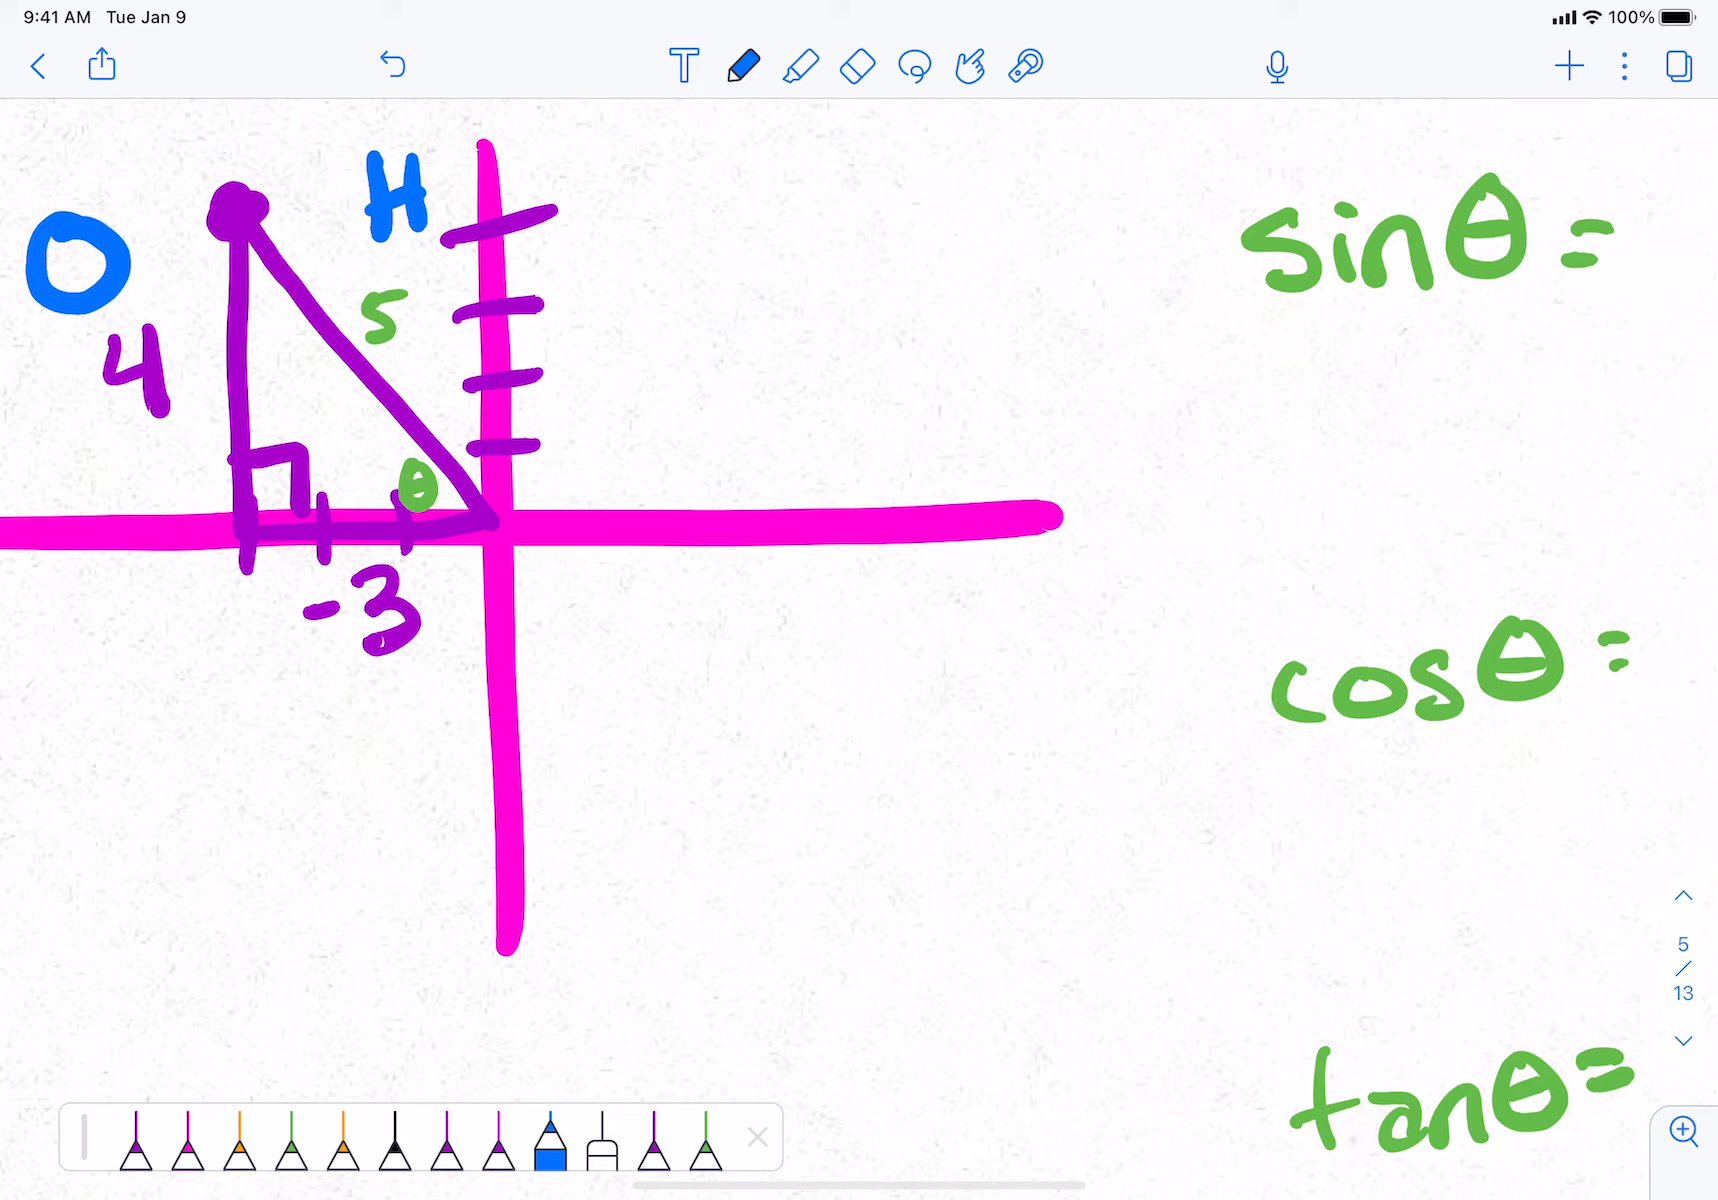 9:41 AM Tue Jan 9
100%
T
H
O
sinθ=
5
4
θ
-3
cosθ=
5
/
13
tanθ=